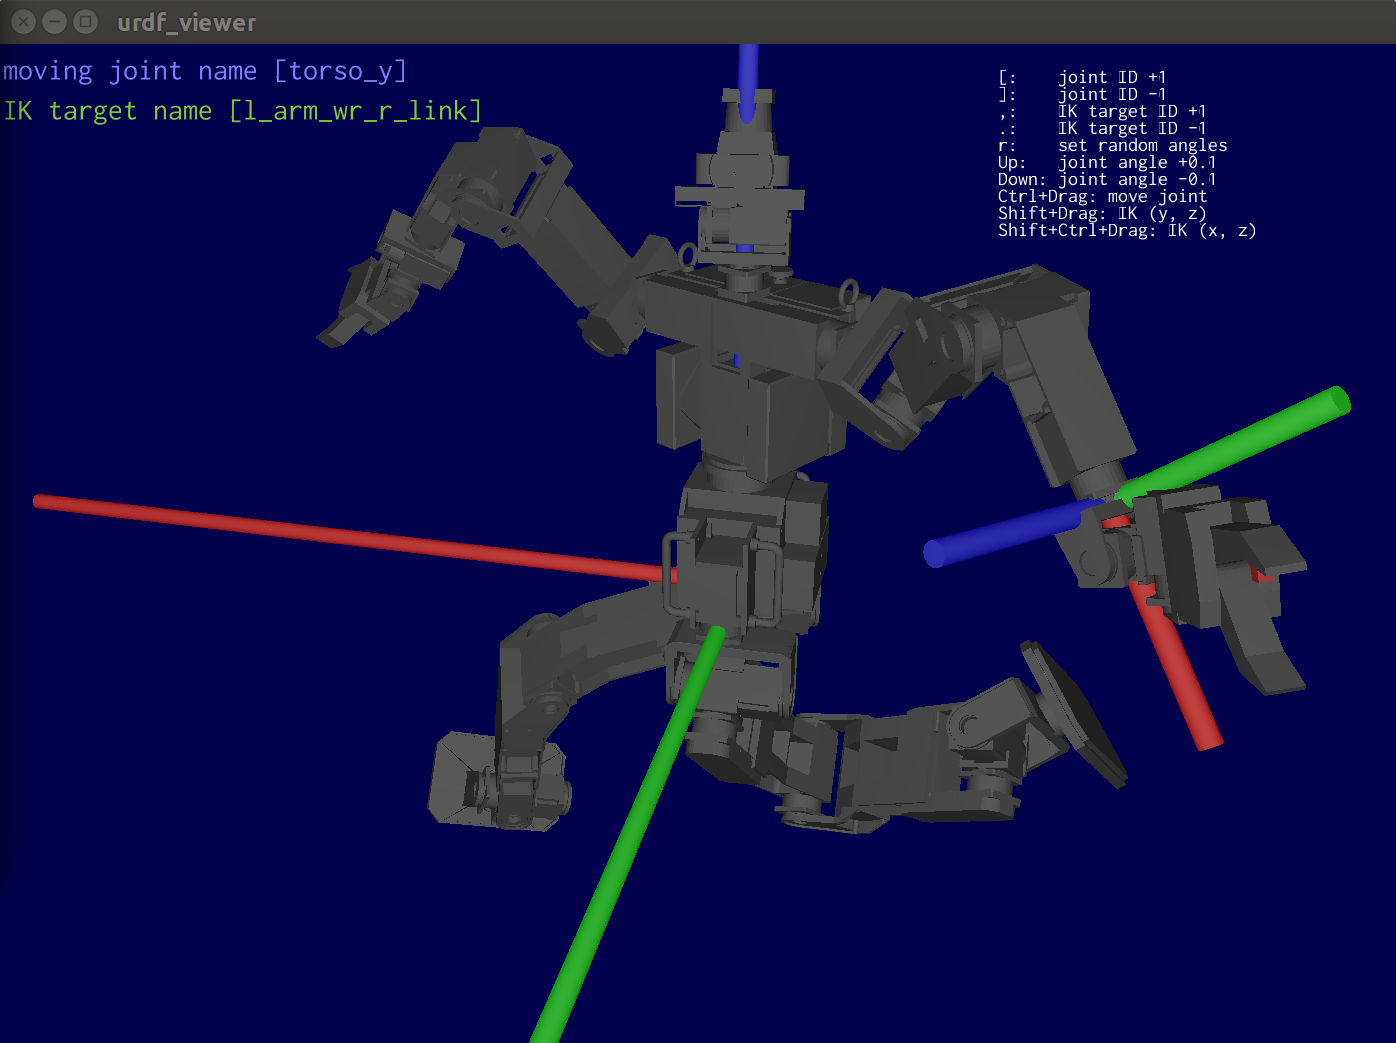 urdf_viewer
moving joint name [torso_y]
IK target name [l_arm_wr_r_link]
[: joint ID +1
]: joint ID -1
,: IK target ID +1
.: IK target ID -1
r: set random angles
Up: joint angle +0.1
Down: joint angle -0.1
Ctrl+Drag: move joint
Shift+Drag: IK (y, z)
Shift+Ctrl+Drag: IK (x, z)